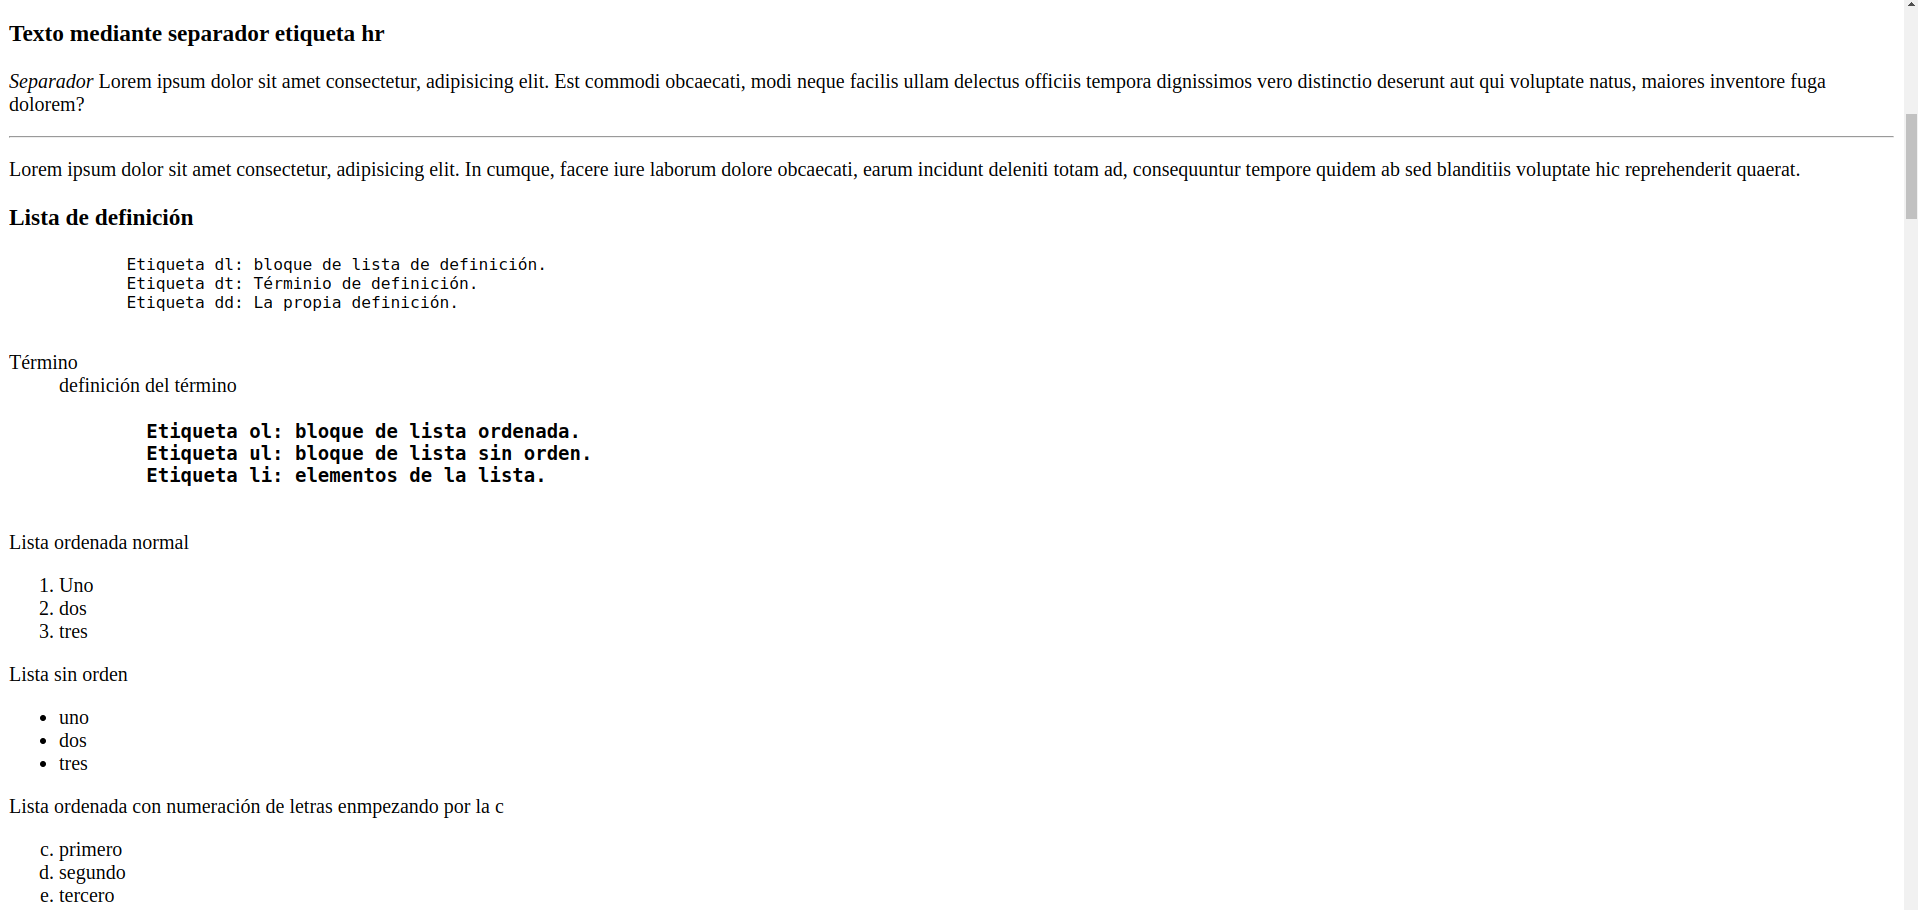 Texto mediante separador etiqueta hr
Separador Lorem ipsum dolor sit amet consectetur, adipisicing elit. Est commodi obcaecati, modi neque facilis ullam delectus officiis tempora dignissimos vero distinctio deserunt aut qui voluptate natus, maiores inventore fuga
dolorem?
Lorem ipsum dolor sit amet consectetur, adipisicing elit. In cumque, facere iure laborum dolore obcaecati, earum incidunt deleniti totam ad, consequuntur tempore quidem ab sed blanditiis voluptate hic reprehenderit quaerat.
Lista de definición
Etiqueta dl: bloque de lista de definición.
Etiqueta dt: Términio de definición.
Etiqueta dd: La propia definición.
Término
definición del término
Etiqueta ol: bloque de lista ordenada.
Etiqueta ul: bloque de lista sin orden.
Etiqueta li: elementos de la lista.
Lista ordenada normal
1. Uno
2. dos
3. tres
Lista sin orden
• uno
• dos
• tres
Lista ordenada con numeración de letras enmpezando por la c
c. primero
d. segundo
e. tercero